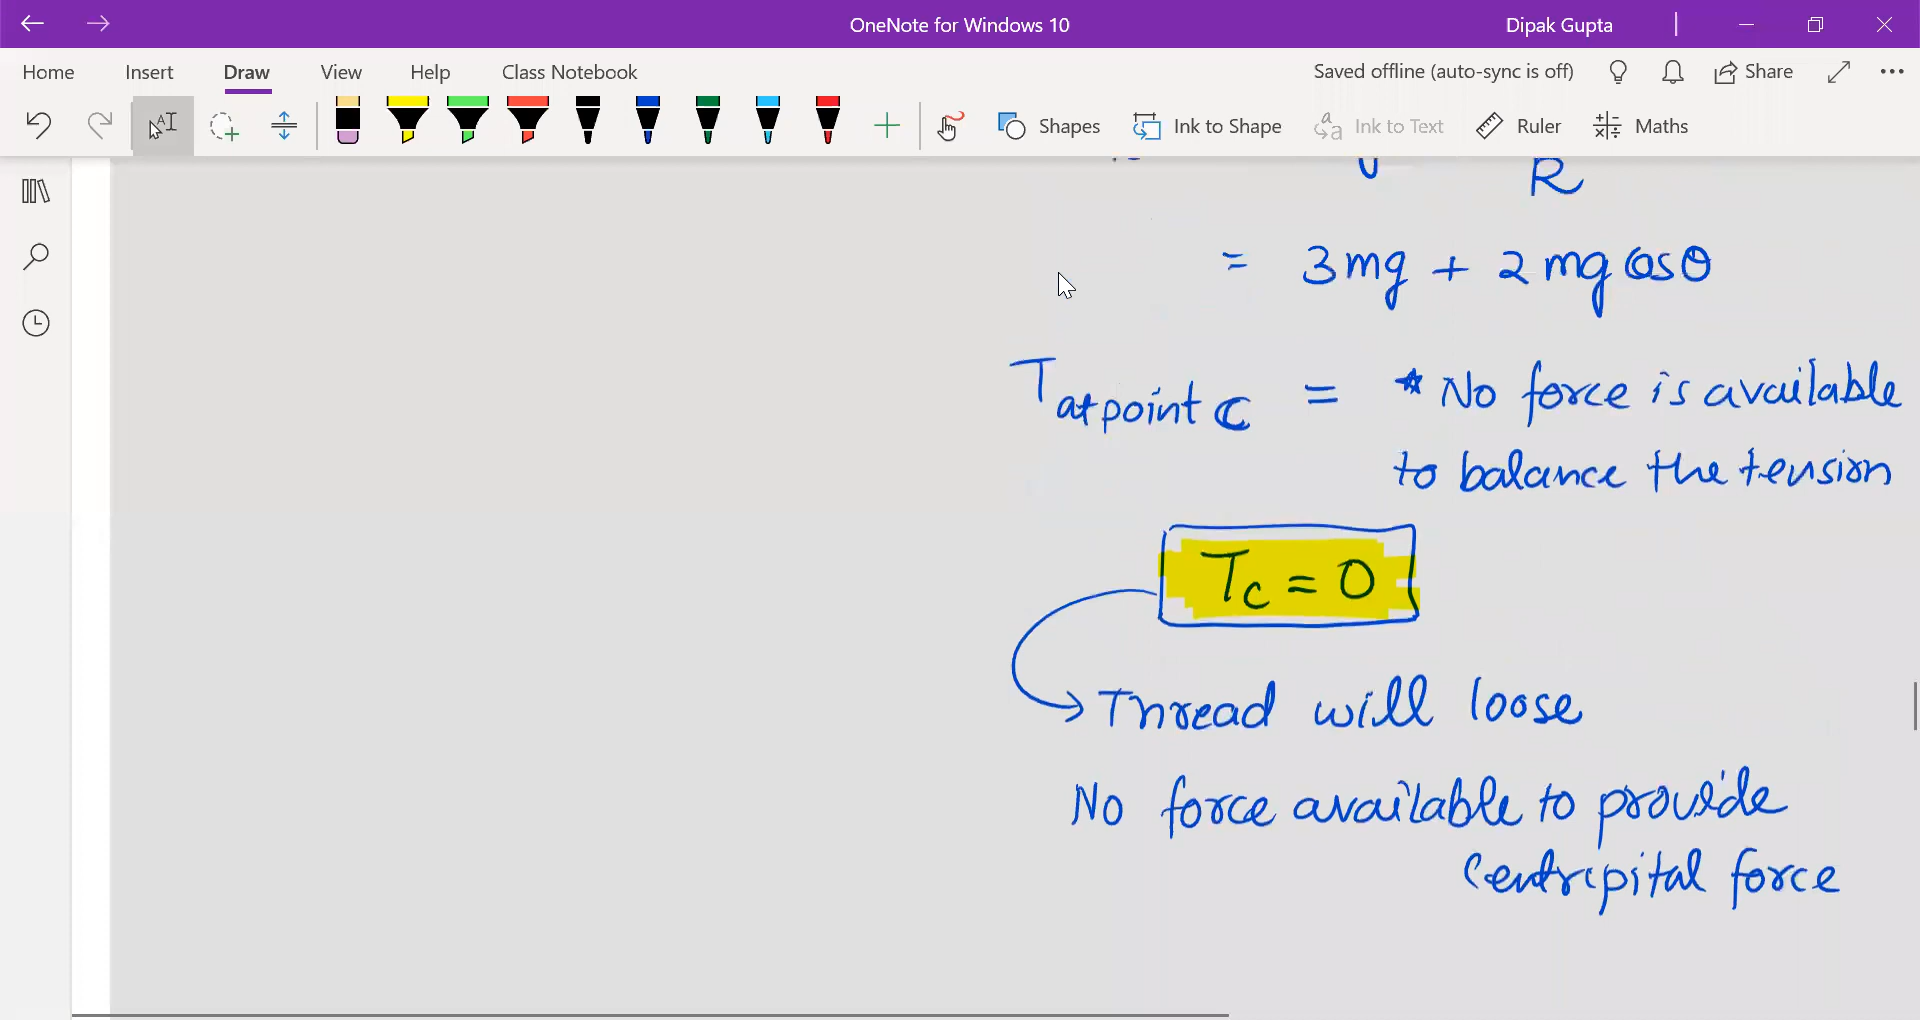 OneNote for Windows 10
Dipak Gupta
Home Insert Draw View Help Class Notebook
Saved offline (auto-sync is off) Share
Shapes Ink to Shape Ink to Text Ruler Maths
R
= 3mg + 2mg cosθ
T at point C = * No force is available
to balance the tension
Tc = 0
Thread will loose
No force available to provide
Centripital force